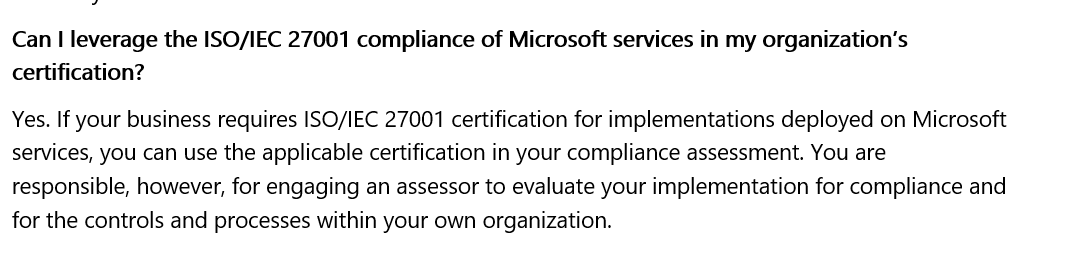 Can I leverage the ISO/IEC 27001 compliance of Microsoft services in my organization's
certification?
Yes. If your business requires ISO/IEC 27001 certification for implementations deployed on Microsoft
services, you can use the applicable certification in your compliance assessment. You are
responsible, however, for engaging an assessor to evaluate your implementation for compliance and
for the controls and processes within your own organization.